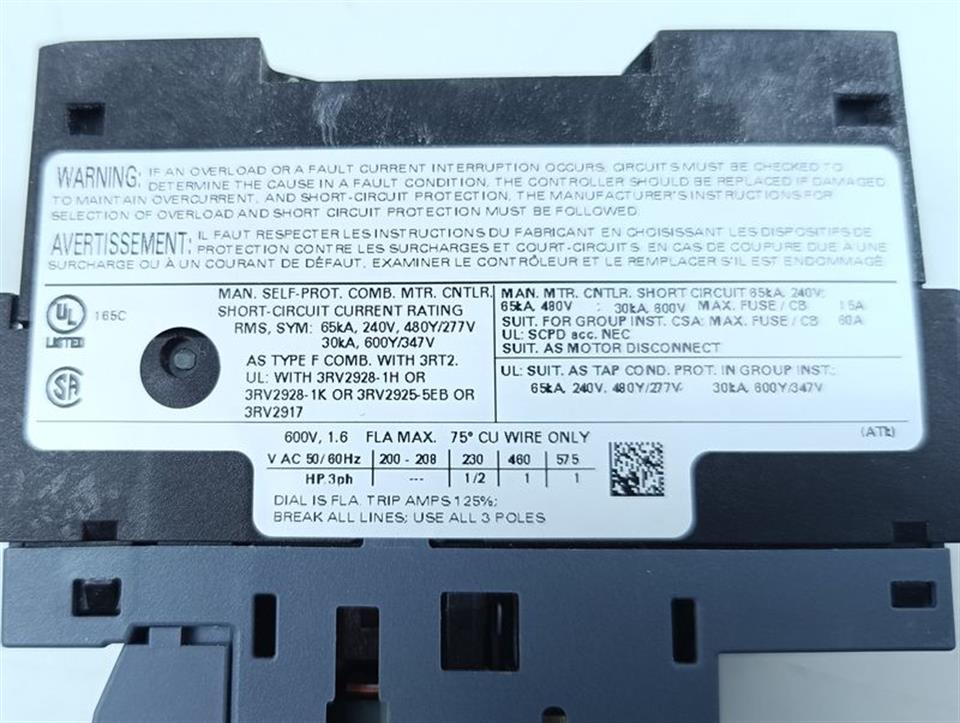 WARNING: IF AN OVERLOAD OR A FAULT CURRENT INTERRUPTION OCCURS, CIRCUITS MUST BE CHECKED TO
DETERMINE THE CAUSE IN A FAULT CONDITION, THE CONTROLLER SHOULD BE REPLACED IF DAMAGED
TO MAINTAIN OVERCURRENT, AND SHORT-CIRCUIT PROTECTION, THE MANUFACTURER'S INSTRUCTIONS FOR
SELECTION OF OVERLOAD AND SHORT CIRCUIT PROTECTION MUST BE FOLLOWED.
AVERTISSEMENT: IL FAUT RESPECTER LES INSTRUCTIONS DU FABRICANT EN CHOISISSANT LES DISPOSITIFS DE
PROTECTION CONTRE LES SURCHARGES ET COURT-CIRCUITS. EN CAS DE COUPURE DUE A UNE
SURCHARGE OU À UN COURANT DE DÉFAUT, EXAMINER LE CONTRÔLEUR ET LE REMPLACER S'IL EST ENDOMMAGÉ
UL 165C
LISTED
SA
MAN. SELF-PROT. COMB. MTR. CNTLR.
SHORT-CIRCUIT CURRENT RATING
RMS, SYM: 65kA, 240V, 480Y/277V
30kA, 600Y/347V
AS TYPE F COMB. WITH 3RT2.
UL: WITH 3RV2928-1H OR
3RV2928-1K OR 3RV2925-5EB OR
3RV2917
MAN. MTR. CNTLR. SHORT CIRCUIT 65kA, 240V;
65kA, 480V ; 30kA, 600V MAX. FUSE / CB 15A
SUIT. FOR GROUP INST. CSA: MAX. FUSE / CB 60A
UL: SCPD acc. NEC
SUIT. AS MOTOR DISCONNECT
UL: SUIT. AS TAP COND. PROT. IN GROUP INST.:
65kA, 240V, 480Y/277V, 30kA, 600Y/347V
600V, 1.6 FLA MAX. 75° CU WIRE ONLY
V AC 50/60Hz 200 - 208 230 460 575
HP 3ph --- 1/2 1 1
DIAL IS FLA. TRIP AMPS 125%;
BREAK ALL LINES; USE ALL 3 POLES